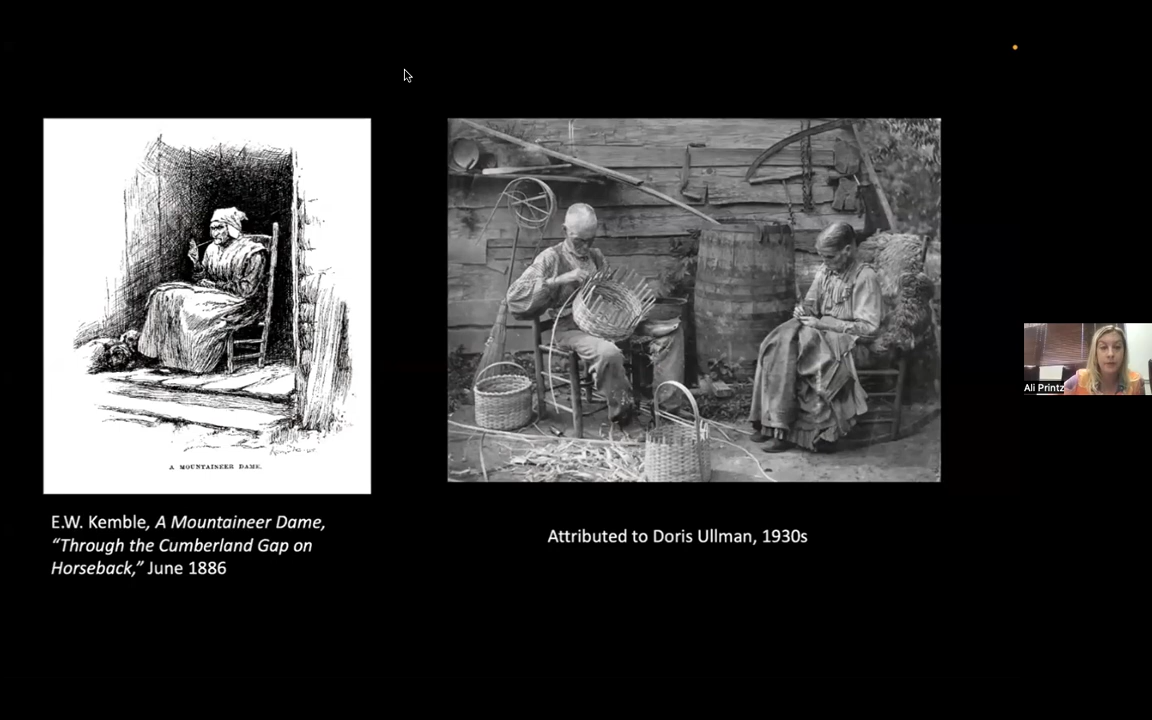 A MOUNTAINEER DAME.
E.W. Kemble, A Mountaineer Dame,
“Through the Cumberland Gap on
Horseback,” June 1886
Attributed to Doris Ullman, 1930s
Ali Printz